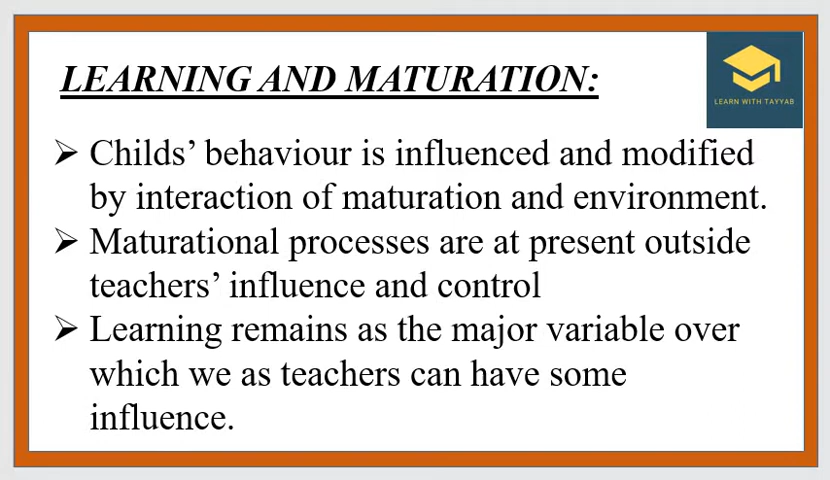 LEARNING AND MATURATION:
LEARN WITH TAYYAB
➢ Childs’ behaviour is influenced and modified
by interaction of maturation and environment.
➢ Maturational processes are at present outside
teachers’ influence and control
➢ Learning remains as the major variable over
which we as teachers can have some
influence.